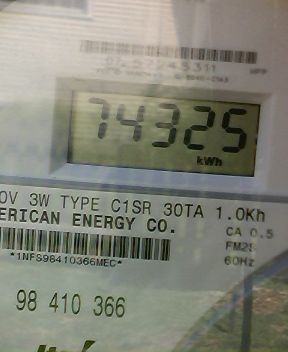 74325
kWh
0V 3W TYPE C1SR 30TA 1.0Kh
ERICAN ENERGY CO.
CA 0.5
*1NFS98410366MEC*
FM2S
60Hz
98 410 366